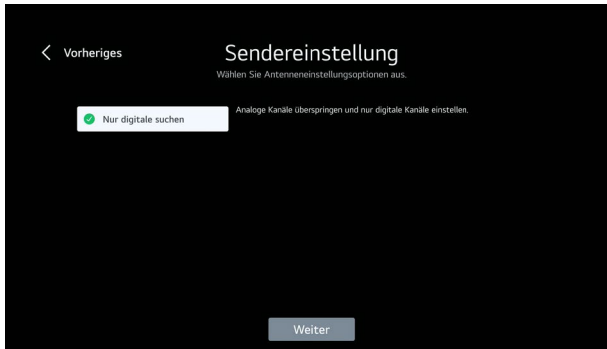 Vorheriges
Sendereinstellung
Wählen Sie Antenneneinstellungsoptionen aus.
Nur digitale suchen
Analoge Kanäle überspringen und nur digitale Kanäle einstellen.
Weiter